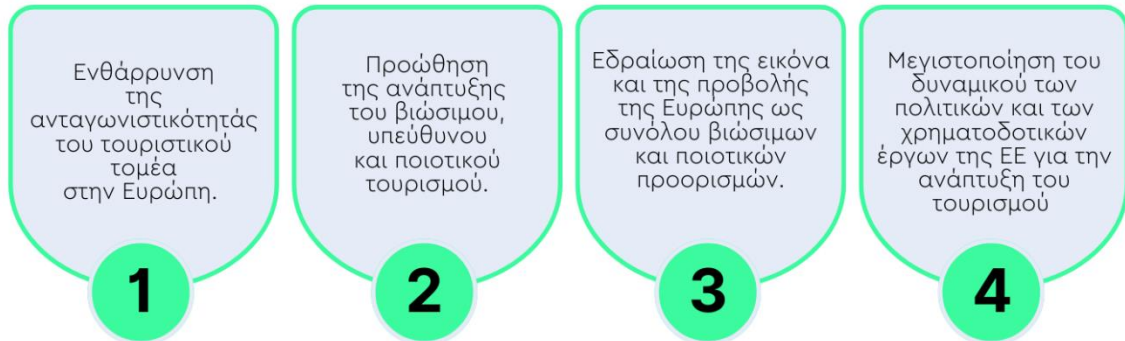 Ενθάρρυνση
της
ανταγωνιστικότητάς
του τουριστικού
τομέα
στην Ευρώπη.
1
Προώθηση
της ανάπτυξης
του βιώσιμου,
υπεύθυνου
και ποιοτικού
τουρισμού.
2
Εδραίωση της εικόνα
και της προβολής
της Ευρώπης ως
συνόλου βιώσιμων
και ποιοτικών
προορισμών.
3
Μεγιστοποίηση του
δυναμικού των
πολιτικών και των
χρηματοδοτικών
έργων της ΕΕ για την
ανάπτυξη του
τουρισμού
4